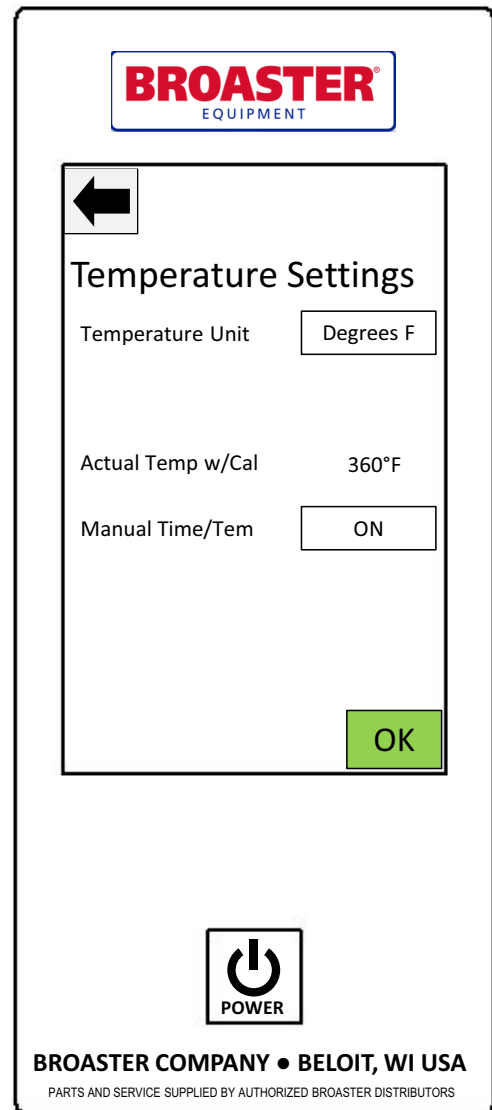 BROASTER®
EQUIPMENT
Temperature Settings
Temperature Unit Degrees F
Actual Temp w/Cal 360°F
Manual Time/Tem ON
OK
POWER
BROASTER COMPANY ● BELOIT, WI USA
PARTS AND SERVICE SUPPLIED BY AUTHORIZED BROASTER DISTRIBUTORS